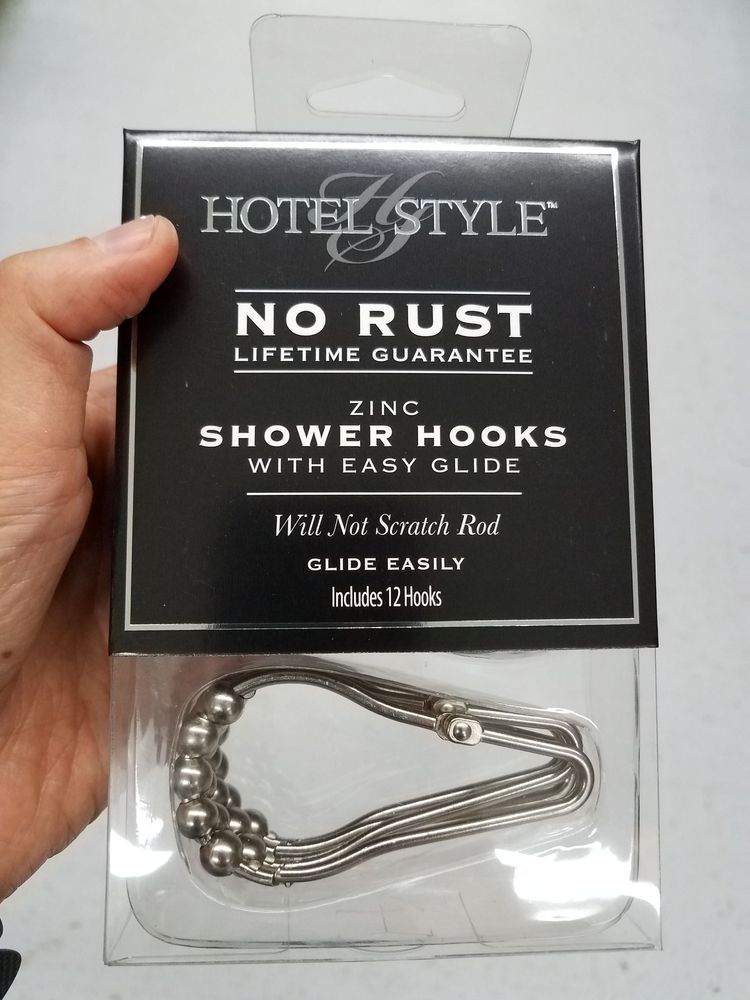 HS
HOTEL STYLE™
NO RUST
LIFETIME GUARANTEE
ZINC
SHOWER HOOKS
WITH EASY GLIDE
Will Not Scratch Rod
GLIDE EASILY
Includes 12 Hooks